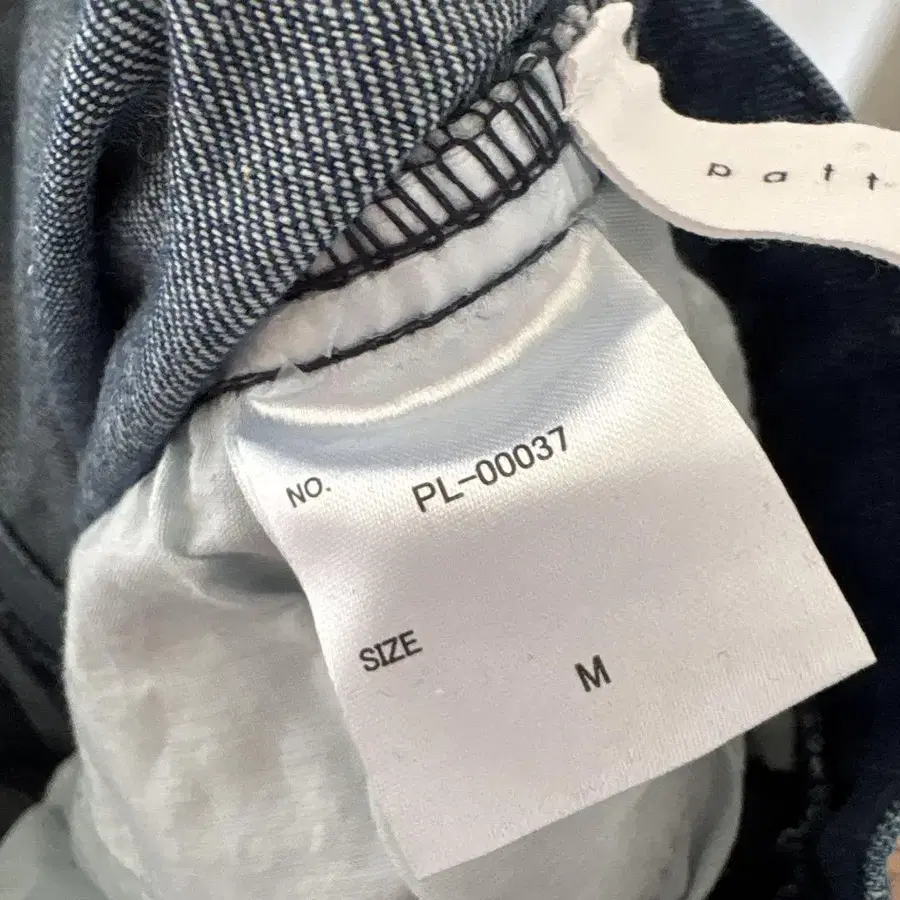 patt
NO. PL-00037
SIZE M